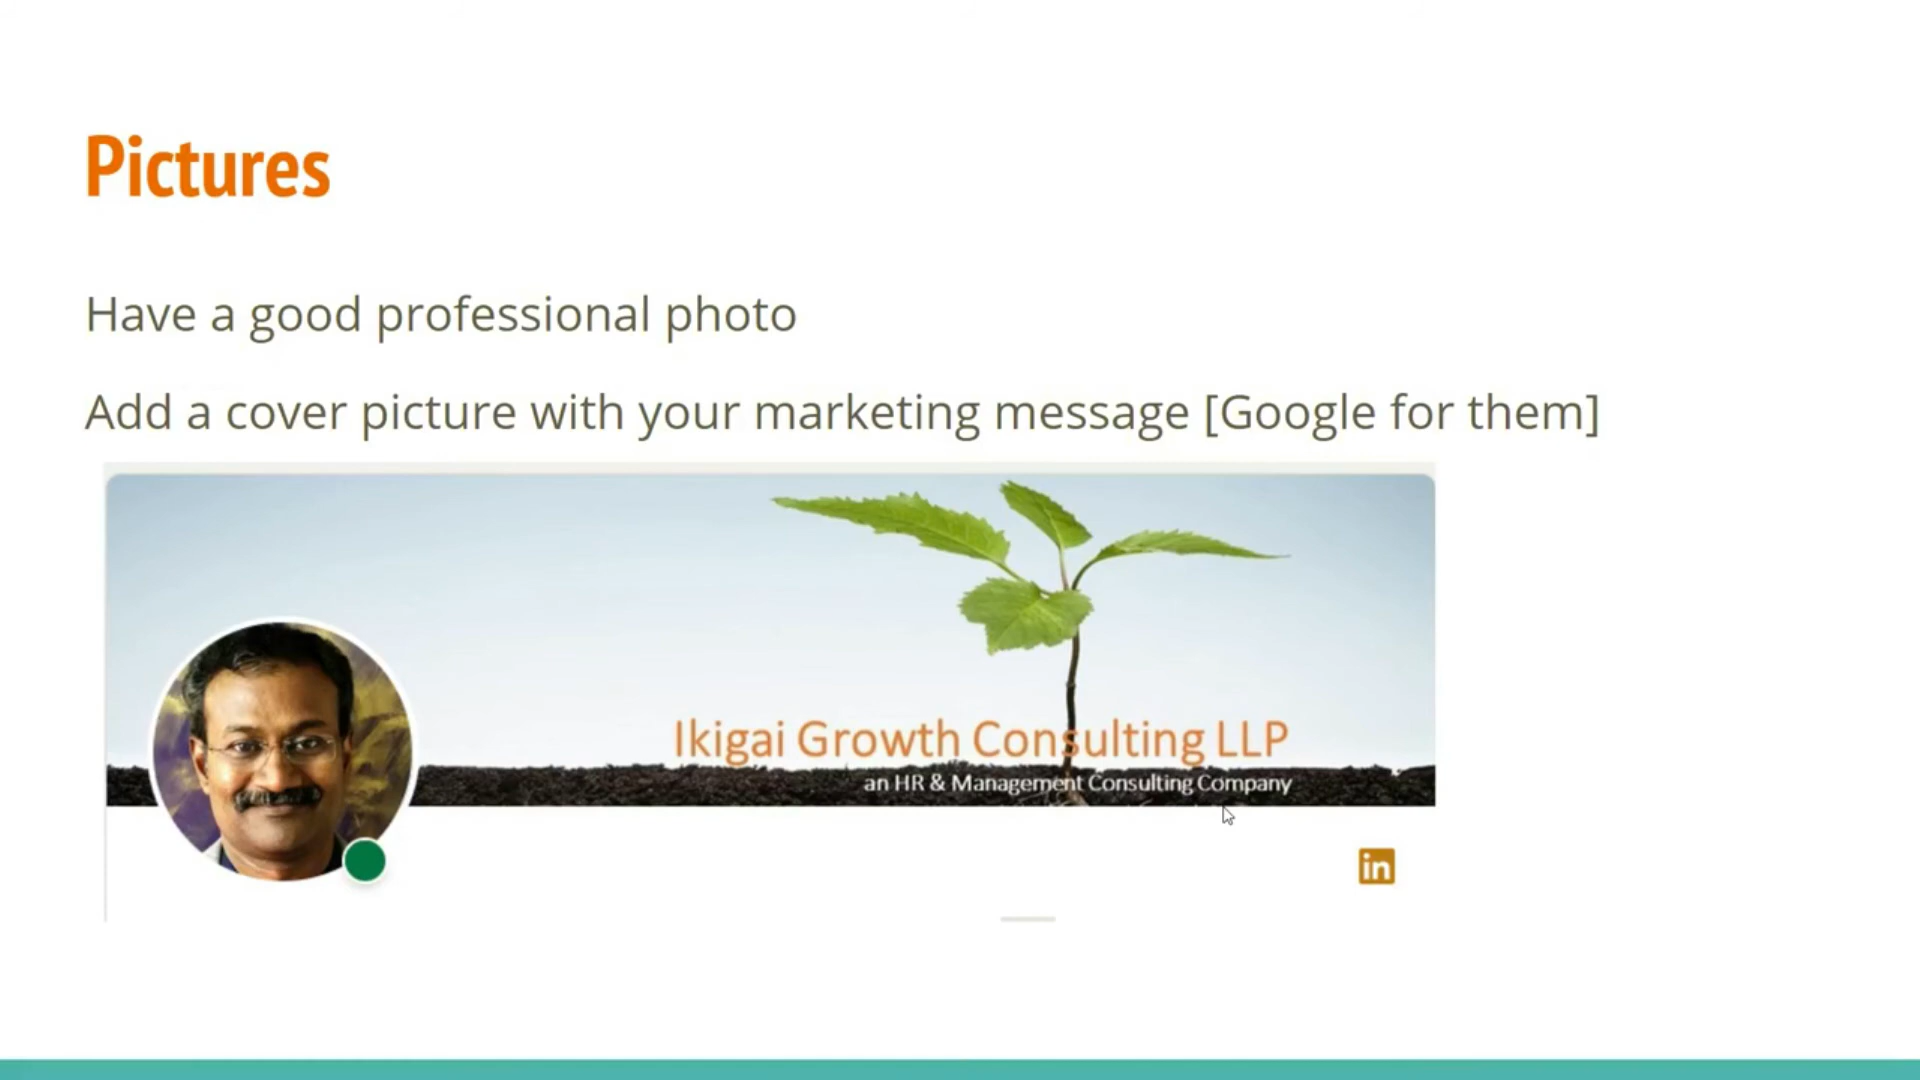 Pictures
Have a good professional photo
Add a cover picture with your marketing message [Google for them]
Ikigai Growth Consulting LLP
an HR & Management Consulting Company
in